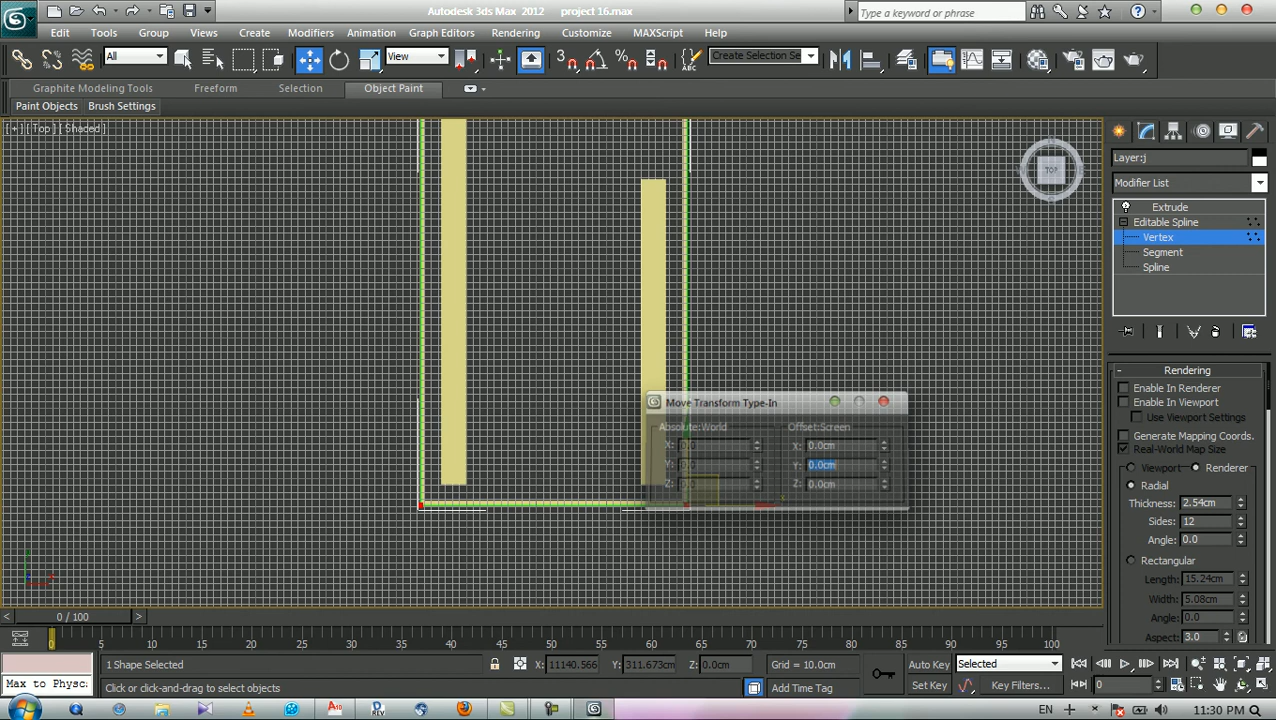 Autodesk 3ds Max 2012 project 16.max
Type a keyword or phrase
Edit Tools Group Views Create Modifiers Animation Graph Editors Rendering Customize MAXScript Help
All View Create Selection Se
Graphite Modeling Tools Freeform Selection Object Paint
Paint Objects Brush Settings
[ + ] [ Top ] [ Shaded ]
TOP
Layer:j
Modifier List
Extrude
Editable Spline
Vertex
Segment
Spline
Rendering
Enable In Renderer
Enable In Viewport
Use Viewport Settings
Generate Mapping Coords.
Real-World Map Size
Viewport Renderer
Radial
Thickness: 2.54cm
Sides: 12
Angle: 0.0
Rectangular
Length: 15.24cm
Width: 5.08cm
Angle: 0.0
Aspect: 3.0
Move Transform Type-In
Absolute:World Offset:Screen
X: 0.0 X: 0.0cm
Y: 0.0 Y: 0.0cm
Z: 0.0 Z: 0.0cm
0 / 100
0 5 10 15 20 25 30 35 40 45 50 55 60 65 70 75 80 85 90 95 100
1 Shape Selected X: 11140.566 Y: 311.673cm Z: 0.0cm Grid = 10.0cm Auto Key Selected
Max to Physc Click or click-and-drag to select objects Add Time Tag Set Key Key Filters... 0
EN 11:30 PM